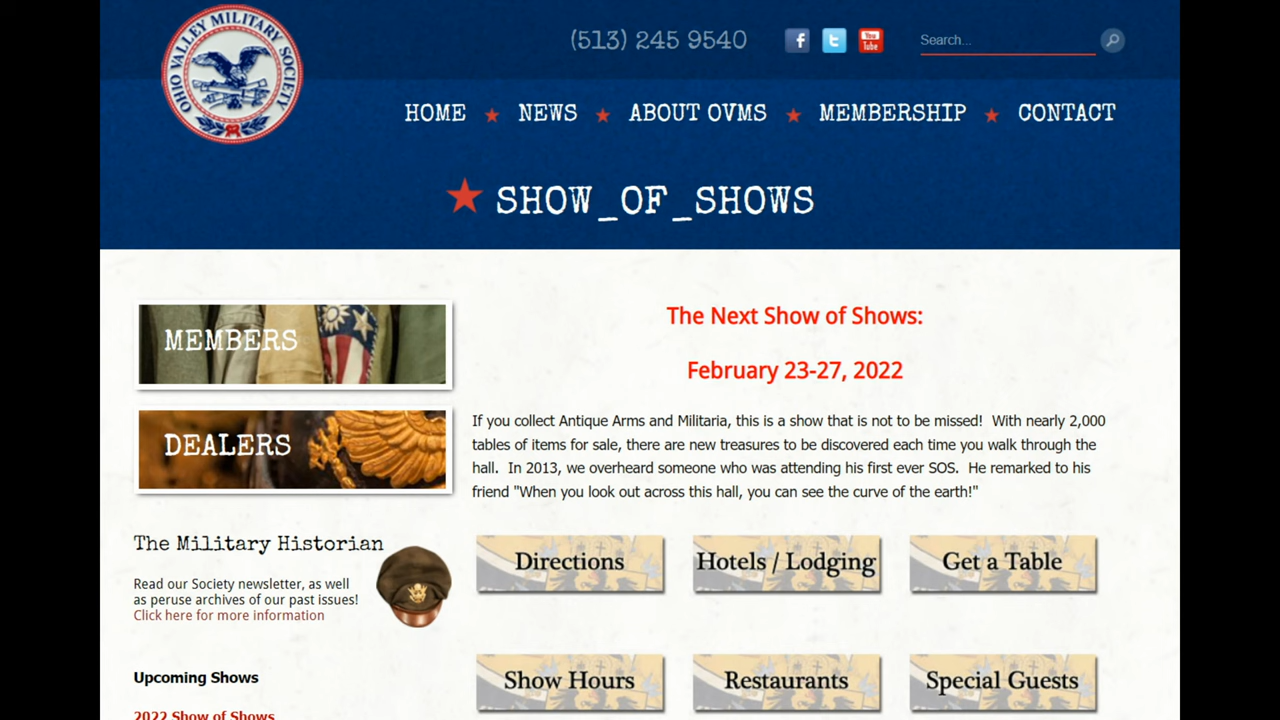 OHIO VALLEY MILITARY SOCIETY
(513) 245 9540
Search...
You
Tube
HOME NEWS ABOUT OVMS MEMBERSHIP CONTACT
SHOW_OF_SHOWS
MEMBERS
DEALERS
The Military Historian
Read our Society newsletter, as well
as peruse archives of our past issues!
Click here for more information
Upcoming Shows
2022 Show of Shows
The Next Show of Shows:
February 23-27, 2022
If you collect Antique Arms and Militaria, this is a show that is not to be missed! With nearly 2,000
tables of items for sale, there are new treasures to be discovered each time you walk through the
hall. In 2013, we overheard someone who was attending his first ever SOS. He remarked to his
friend "When you look out across this hall, you can see the curve of the earth!"
Directions
Hotels / Lodging
Get a Table
Show Hours
Restaurants
Special Guests